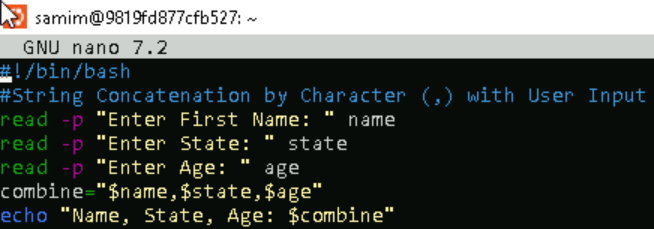 samim@9819fd877cfb527: ~
GNU nano 7.2
#!/bin/bash
#String Concatenation by Character (,) with User Input
read -p "Enter First Name: " name
read -p "Enter State: " state
read -p "Enter Age: " age
combine="$name,$state,$age"
echo "Name, State, Age: $combine"